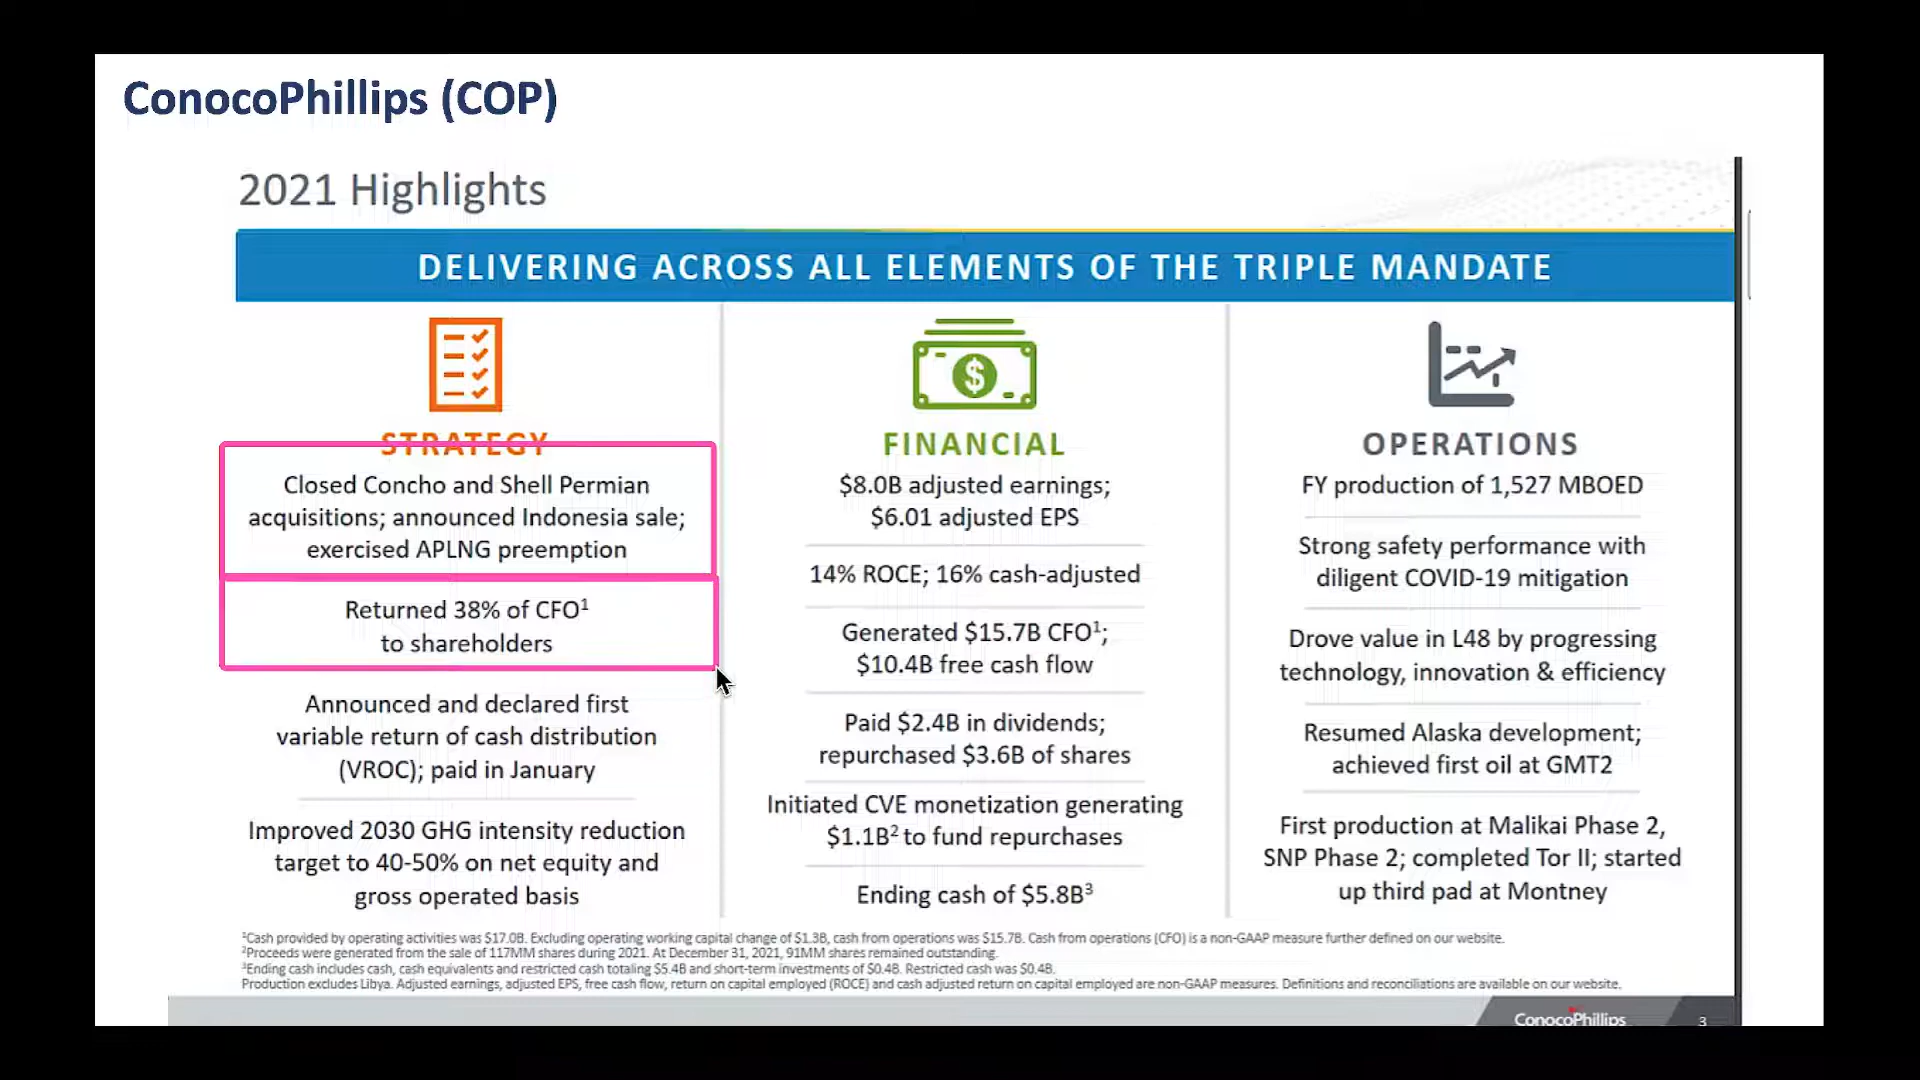 ConocoPhillips (COP)
2021 Highlights
DELIVERING ACROSS ALL ELEMENTS OF THE TRIPLE MANDATE
STRATEGY
Closed Concho and Shell Permian
acquisitions; announced Indonesia sale;
exercised APLNG preemption
Returned 38% of CFO¹
to shareholders
Announced and declared first
variable return of cash distribution
(VROC); paid in January
Improved 2030 GHG intensity reduction
target to 40-50% on net equity and
gross operated basis
FINANCIAL
$8.0B adjusted earnings;
$6.01 adjusted EPS
14% ROCE; 16% cash-adjusted
Generated $15.7B CFO¹;
$10.4B free cash flow
Paid $2.4B in dividends;
repurchased $3.6B of shares
Initiated CVE monetization generating
$1.1B² to fund repurchases
Ending cash of $5.8B³
OPERATIONS
FY production of 1,527 MBOED
Strong safety performance with
diligent COVID-19 mitigation
Drove value in L48 by progressing
technology, innovation & efficiency
Resumed Alaska development;
achieved first oil at GMT2
First production at Malikai Phase 2,
SNP Phase 2; completed Tor II; started
up third pad at Montney
¹Cash provided by operating activities was $17.0B. Excluding operating working capital change of $1.3B, cash from operations was $15.7B. Cash from operations (CFO) is a non-GAAP measure further defined on our website.
²Proceeds were generated from the sale of 117MM shares during 2021. At December 31, 2021, 91MM shares remained outstanding.
³Ending cash includes cash, cash equivalents and restricted cash totaling $5.4B and short-term investments of $0.4B. Restricted cash was $0.4B.
Production excludes Libya. Adjusted earnings, adjusted EPS, free cash flow, return on capital employed (ROCE) and cash adjusted return on capital employed are non-GAAP measures. Definitions and reconciliations are available on our website.
ConocoPhillips
3